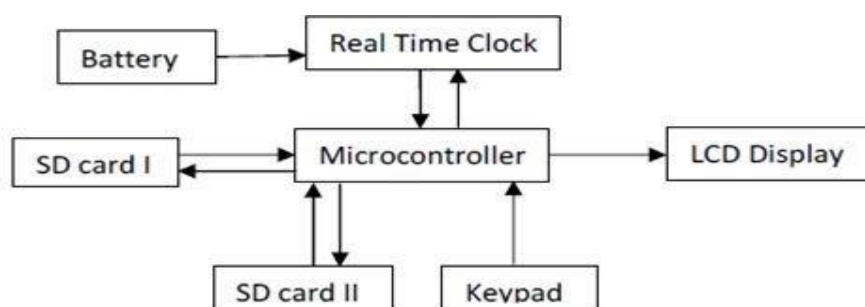 Real Time Clock
Battery
Microcontroller
LCD Display
SD card I
SD card II
Keypad